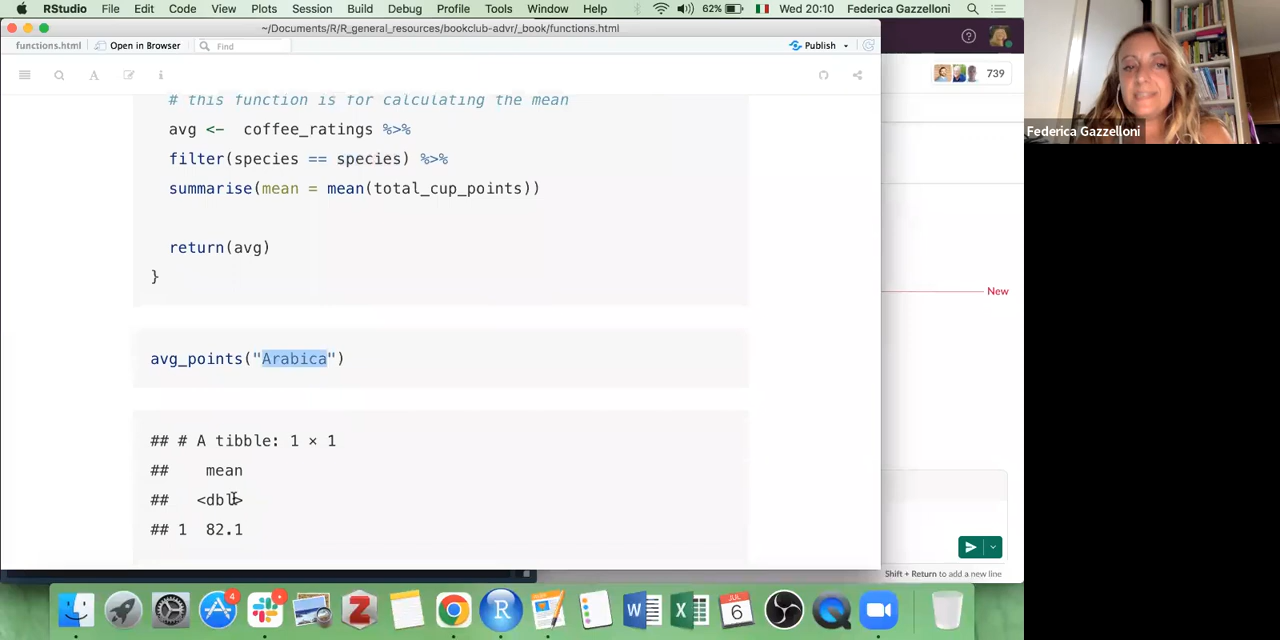 RStudio File Edit Code View Plots Session Build Debug Profile Tools Window Help 62% Wed 20:10 Federica Gazzelloni
~/Documents/R/R_general_resources/bookclub-advr/_book/functions.html
functions.html Open in Browser Find Publish
A i
739
Federica Gazzelloni
# this function is for calculating the mean
avg <- coffee_ratings %>%
filter(species == species) %>%
summarise(mean = mean(total_cup_points))
return(avg)
}
New
avg_points("Arabica")
## # A tibble: 1 × 1
## mean
## <dbl>
## 1 82.1
Shift + Return to add a new line
4
Z
R
W
X
JUL
6